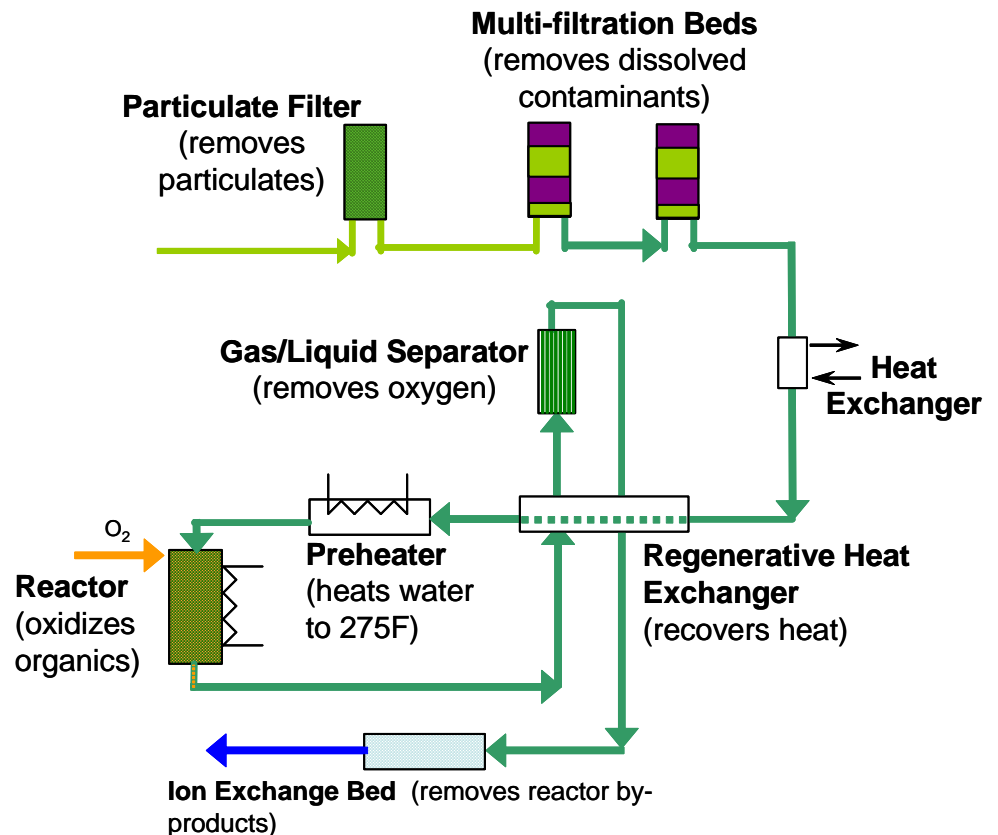 Multi-filtration Beds
(removes dissolved
contaminants)
Particulate Filter
(removes
particulates)
Gas/Liquid Separator
(removes oxygen)
Heat
Exchanger
O2
Reactor
(oxidizes
organics)
Preheater
(heats water
to 275F)
Regenerative Heat
Exchanger
(recovers heat)
Ion Exchange Bed (removes reactor by-
products)